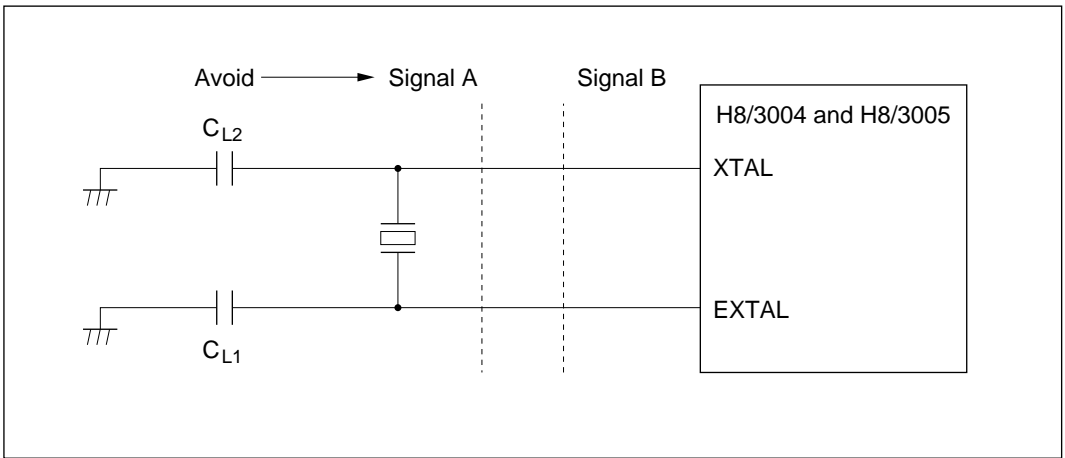 Avoid Signal A Signal B
H8/3004 and H8/3005
CL2
XTAL
EXTAL
CL1